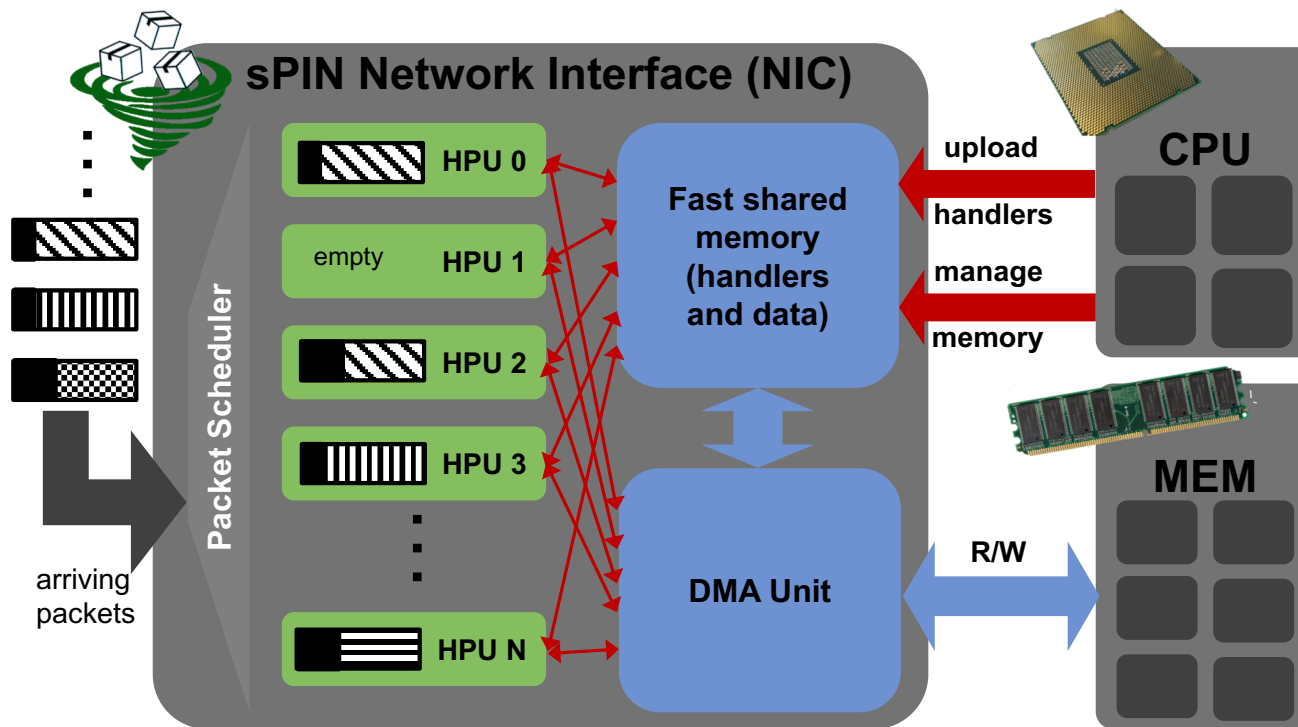 sPIN Network Interface (NIC)
Packet Scheduler
HPU 0
empty
HPU 1
HPU 2
HPU 3
HPU N
Fast shared
memory
(handlers
and data)
DMA Unit
upload
handlers
manage
memory
CPU
R/W
MEM
arriving
packets